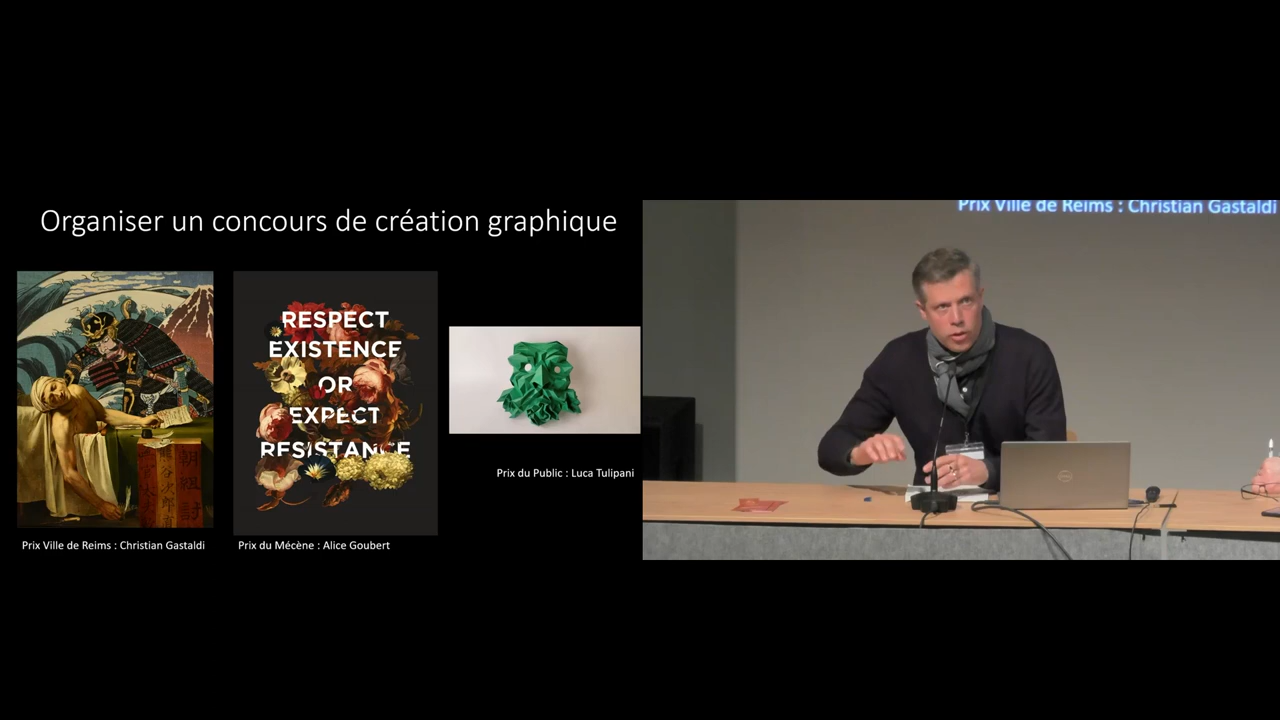 Organiser un concours de création graphique
RESPECT
EXISTENCE
OR
EXPECT
RESISTANCE
Prix du Public : Luca Tulipani
Prix Ville de Reims : Christian Gastaldi
Prix du Mécène : Alice Goubert
Prix Ville de Reims : Christian Gastaldi
DELL